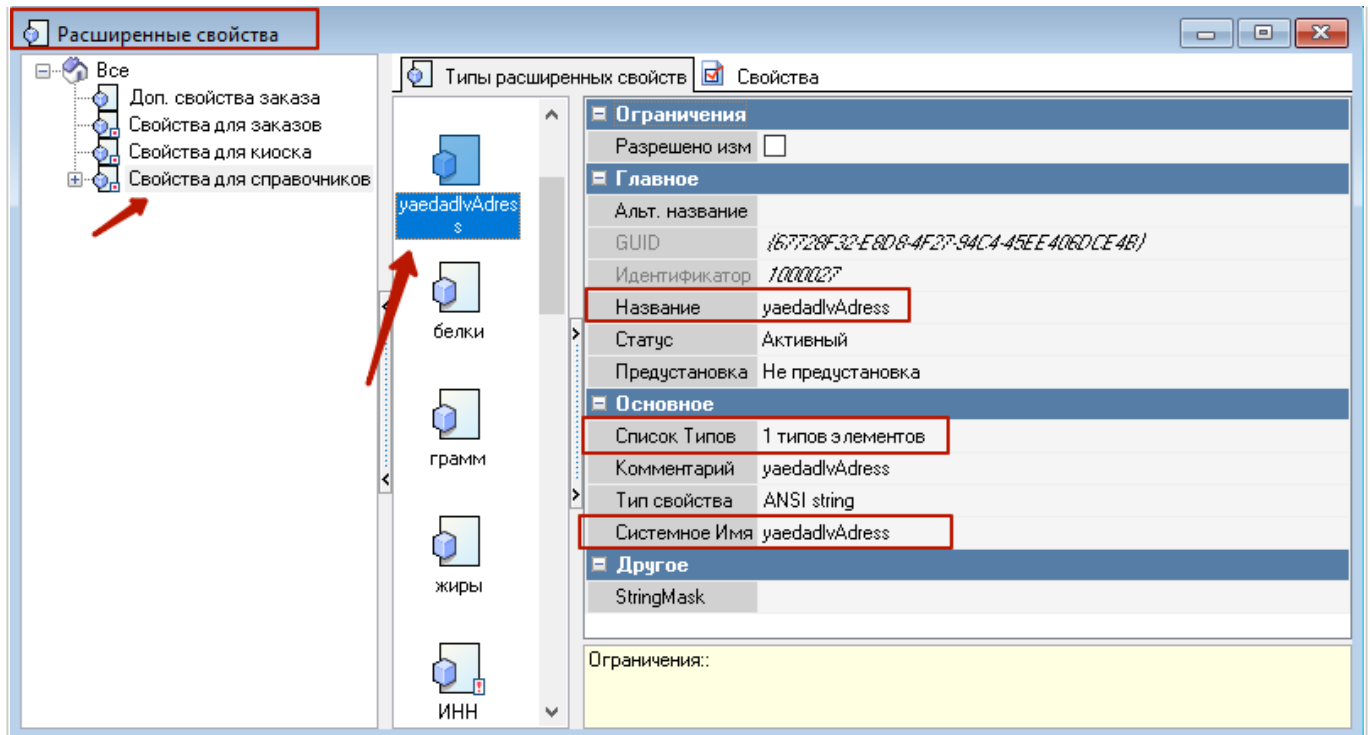 Расширенные свойства
Все
Доп. свойства заказа
Свойства для заказов
Свойства для киоска
Свойства для справочников
Типы расширенных свойств
Свойства
yaedadlvAdres
s
белки
грамм
жиры
ИНН
Ограничения
Разрешено изм
Главное
Альт. название
GUID {67728F32-E8D8-4F27-94C4-45EE406DCE4B}
Идентификатор 1000027
Название yaedadlvAdress
Статус Активный
Предустановка Не предустановка
Основное
Список Типов 1 типов элементов
Комментарий yaedadlvAdress
Тип свойства ANSI string
Системное Имя yaedadlvAdress
Другое
StringMask
Ограничения::